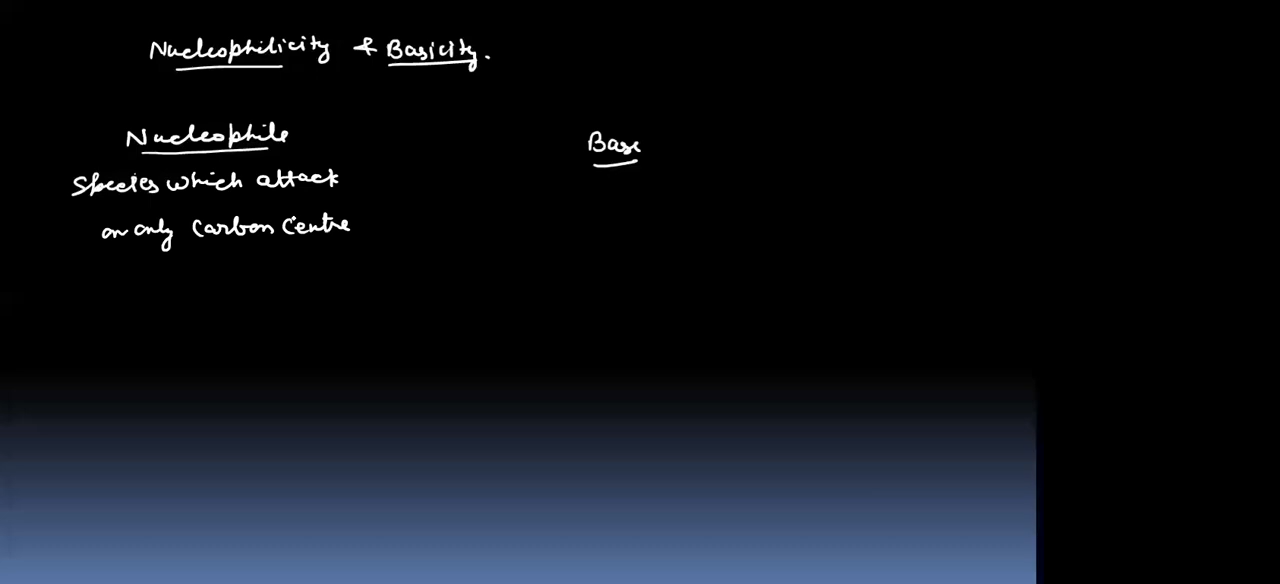 Nucleophilicity & Basicity.
Nucleophile
Base
Species which attack
on only Carbon Centre